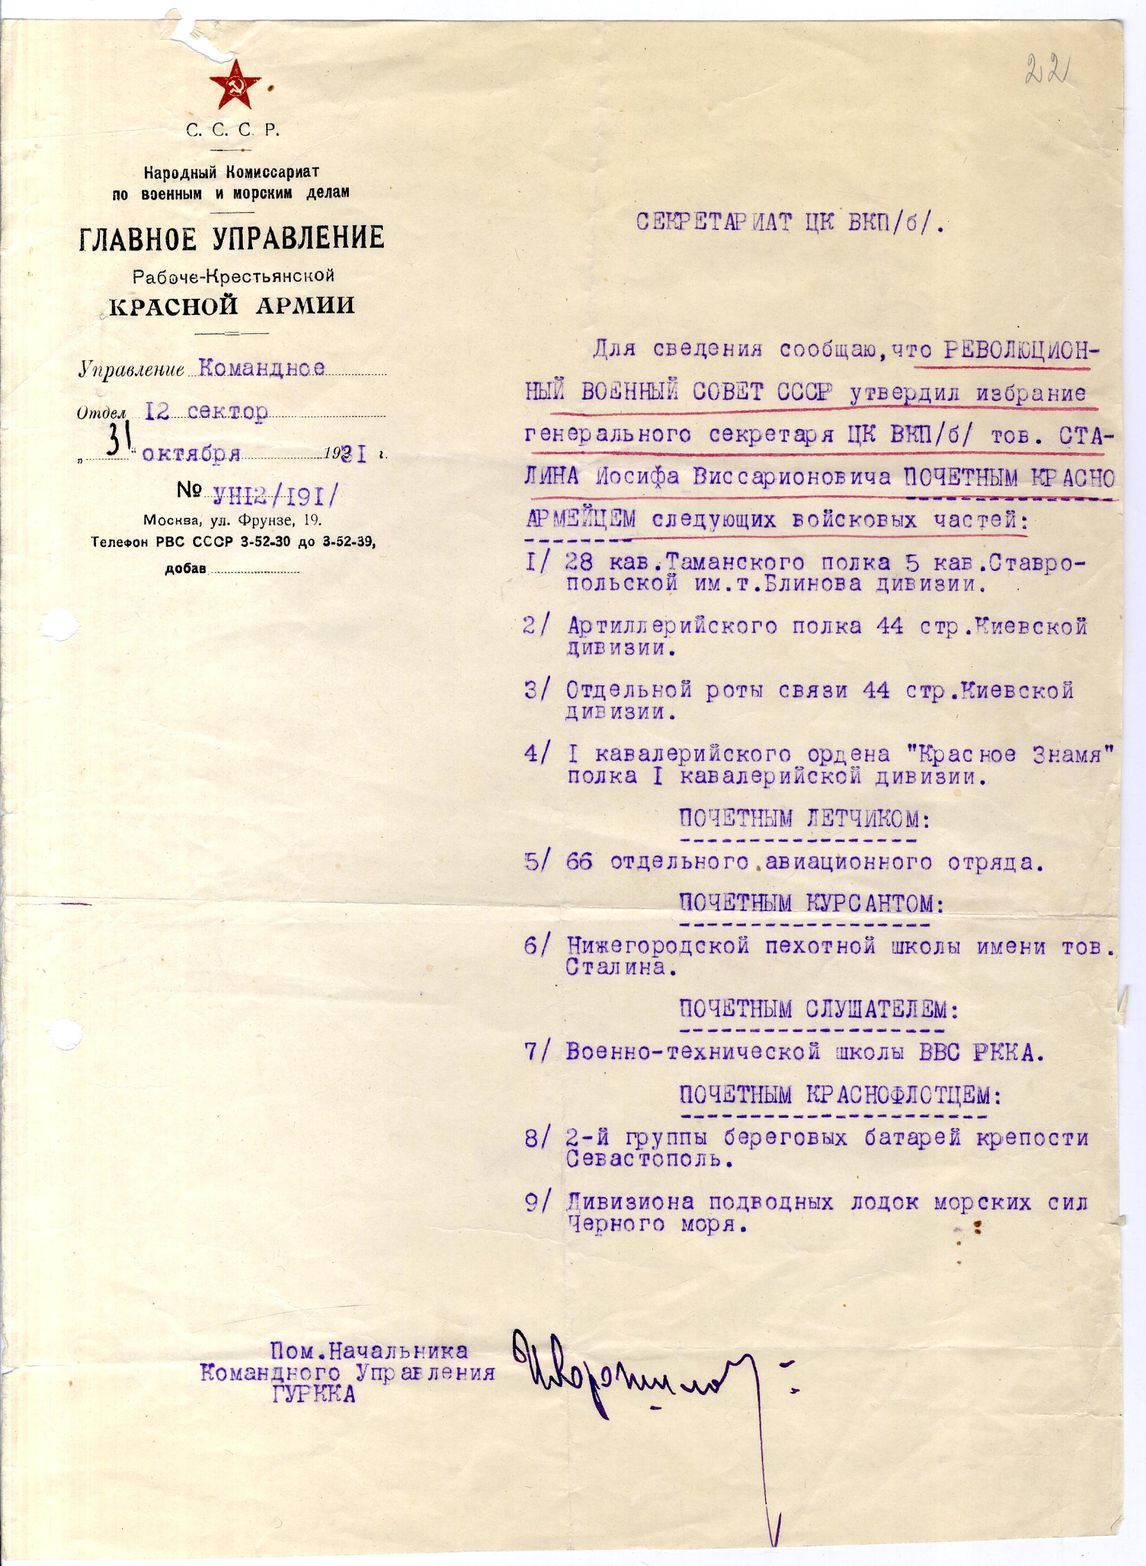 22
С. С. С. Р.
Народный Комиссариат
по военным и морским делам
ГЛАВНОЕ УПРАВЛЕНИЕ
Рабоче-Крестьянской
КРАСНОЙ АРМИИ
Управление Командное
Отдел 12 сектор
„31" октября 1931 г.
№ УН12/191/
Москва, ул. Фрунзе, 19.
Телефон РВС СССР 3-52-30 до 3-52-39,
добав
СЕКРЕТАРИАТ ЦК ВКП/б/.
Для сведения сообщаю,что РЕВОЛЮЦИОН-
НЫЙ ВОЕННЫЙ СОВЕТ СССР утвердил избрание
генерального секретаря ЦК ВКП/б/ тов. СТА-
ЛИНА Иосифа Виссарионовича ПОЧЕТНЫМ КРАСНО
АРМЕЙЦЕМ следующих войсковых частей:
1/ 28 кав.Таманского полка 5 кав.Ставро-
польской им.т.Блинова дивизии.
2/ Артиллерийского полка 44 стр.Киевской
дивизии.
3/ Отдельной роты связи 44 стр.Киевской
дивизии.
4/ I кавалерийского ордена "Красное Знамя"
полка I кавалерийской дивизии.
ПОЧЕТНЫМ ЛЕТЧИКОМ:
5/ 66 отдельного авиационного отряда.
ПОЧЕТНЫМ КУРСАНТОМ:
6/ Нижегородской пехотной школы имени тов.
Сталина.
ПОЧЕТНЫМ СЛУШАТЕЛЕМ:
7/ Военно-технической школы ВВС РККА.
ПОЧЕТНЫМ КРАСНОФЛОТЦЕМ:
8/ 2-й группы береговых батарей крепости
Севастополь.
9/ Дивизиона подводных лодок морских сил
Черного моря.
Пом.Начальника
Командного Управления
ГУРККА